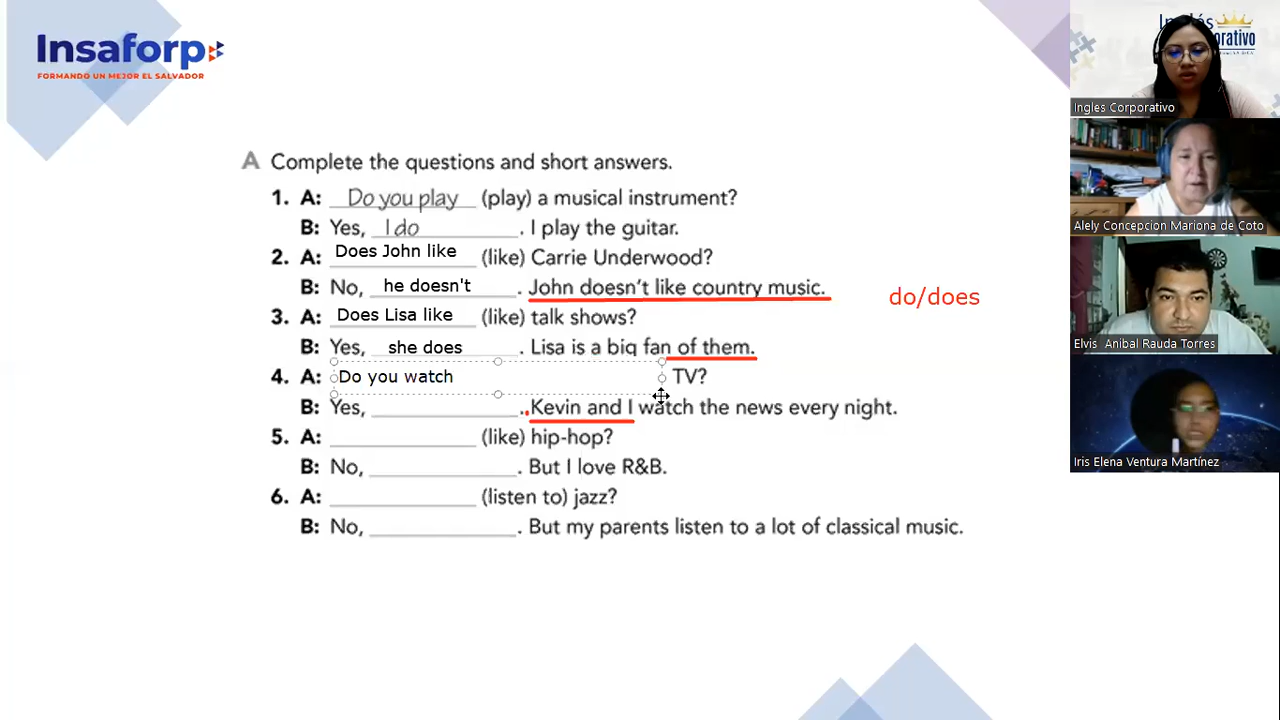 Insaforp
FORMANDO UN MEJOR EL SALVADOR
A Complete the questions and short answers.
1. A: Do you play (play) a musical instrument?
B: Yes, I do. I play the guitar.
2. A: Does John like (like) Carrie Underwood?
B: No, he doesn't. John doesn't like country music.
do/does
3. A: Does Lisa like (like) talk shows?
B: Yes, she does. Lisa is a big fan of them.
4. A: Do you watch TV?
B: Yes, ____________.. Kevin and I watch the news every night.
5. A: ____________ (like) hip-hop?
B: No, ____________. But I love R&B.
6. A: ____________ (listen to) jazz?
B: No, ____________. But my parents listen to a lot of classical music.
Ingles Corporativo
Alely Concepcion Mariona de Coto
Elvis Anibal Rauda Torres
Iris Elena Ventura Martínez